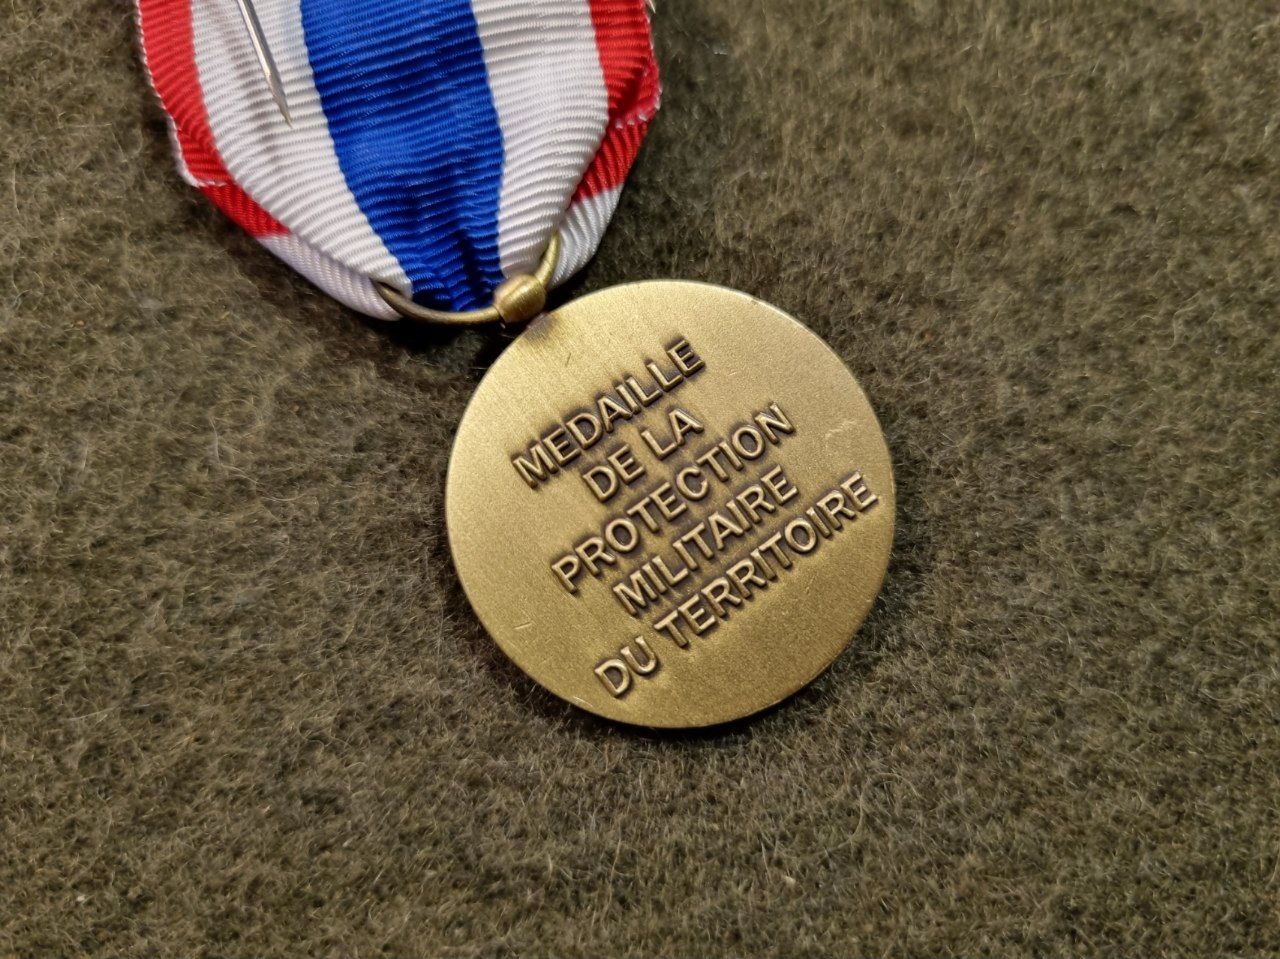 MEDAILLE
DE LA
PROTECTION
MILITAIRE
DU TERRITOIRE